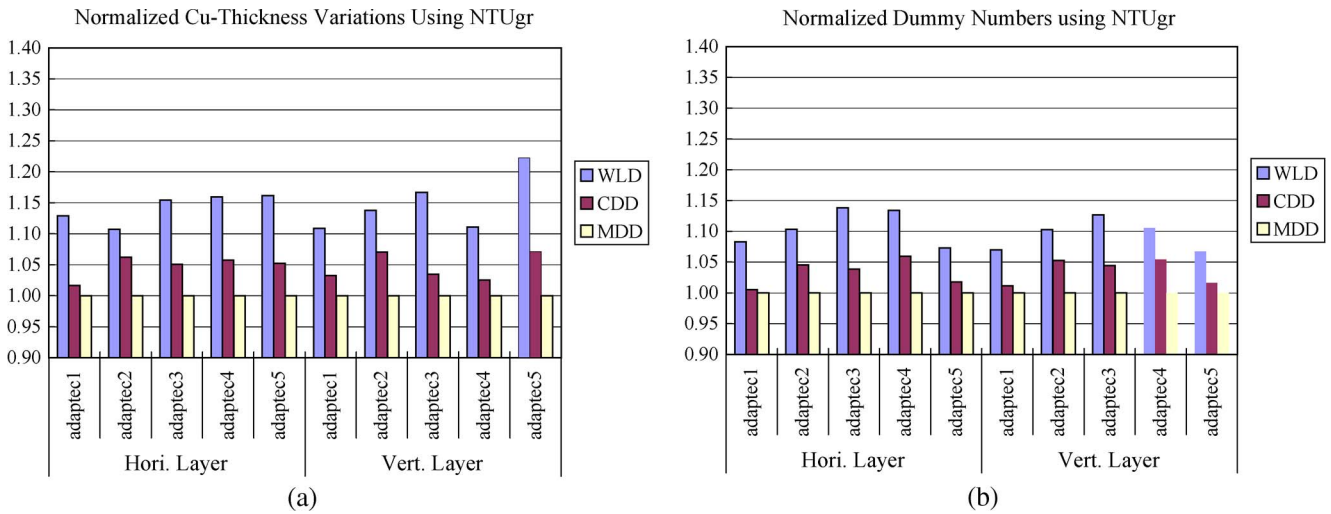 Normalized Cu-Thickness Variations Using NTUgr
1.40
1.35
1.30
1.25
1.20
1.15
1.10
1.05
1.00
0.95
0.90
WLD
CDD
MDD
adaptec1
adaptec2
adaptec3
adaptec4
adaptec5
adaptec1
adaptec2
adaptec3
adaptec4
adaptec5
Hori. Layer
Vert. Layer
(a)
Normalized Dummy Numbers using NTUgr
1.40
1.35
1.30
1.25
1.20
1.15
1.10
1.05
1.00
0.95
0.90
WLD
CDD
MDD
adaptec1
adaptec2
adaptec3
adaptec4
adaptec5
adaptec1
adaptec2
adaptec3
adaptec4
adaptec5
Hori. Layer
Vert. Layer
(b)